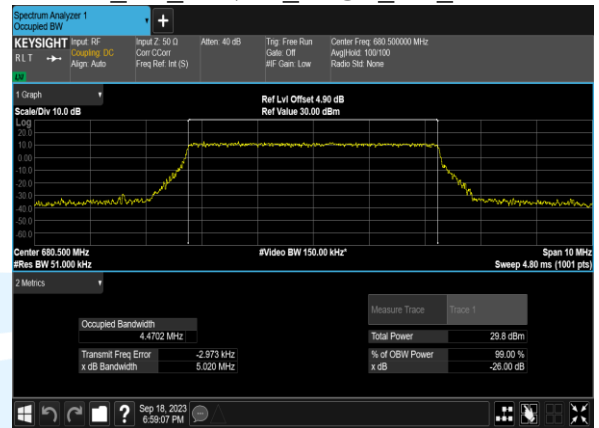 Spectrum Analyzer 1
Occupied BW
+
KEYSIGHT
R L T
LV
Input: RF
Coupling: DC
Align: Auto
Input Z: 50 Ω
Corr CCorr
Freq Ref: Int (S)
Atten: 40 dB
Trig: Free Run
Gate: Off
#IF Gain: Low
Center Freq: 680.500000 MHz
Avg|Hold: 100/100
Radio Std: None
1 Graph
Scale/Div 10.0 dB
Ref Lvl Offset 4.90 dB
Ref Value 30.00 dBm
Log
20.0
10.0
0.00
-10.0
-20.0
-30.0
-40.0
-50.0
-60.0
Center 680.500 MHz
#Res BW 51.000 kHz
#Video BW 150.00 kHz*
Span 10 MHz
Sweep 4.80 ms (1001 pts)
2 Metrics
Measure Trace Trace 1
Occupied Bandwidth
4.4702 MHz
Total Power 29.8 dBm
Transmit Freq Error -2.973 kHz
% of OBW Power 99.00 %
x dB Bandwidth 5.020 MHz
x dB -26.00 dB
?
Sep 18, 2023
6:59:07 PM